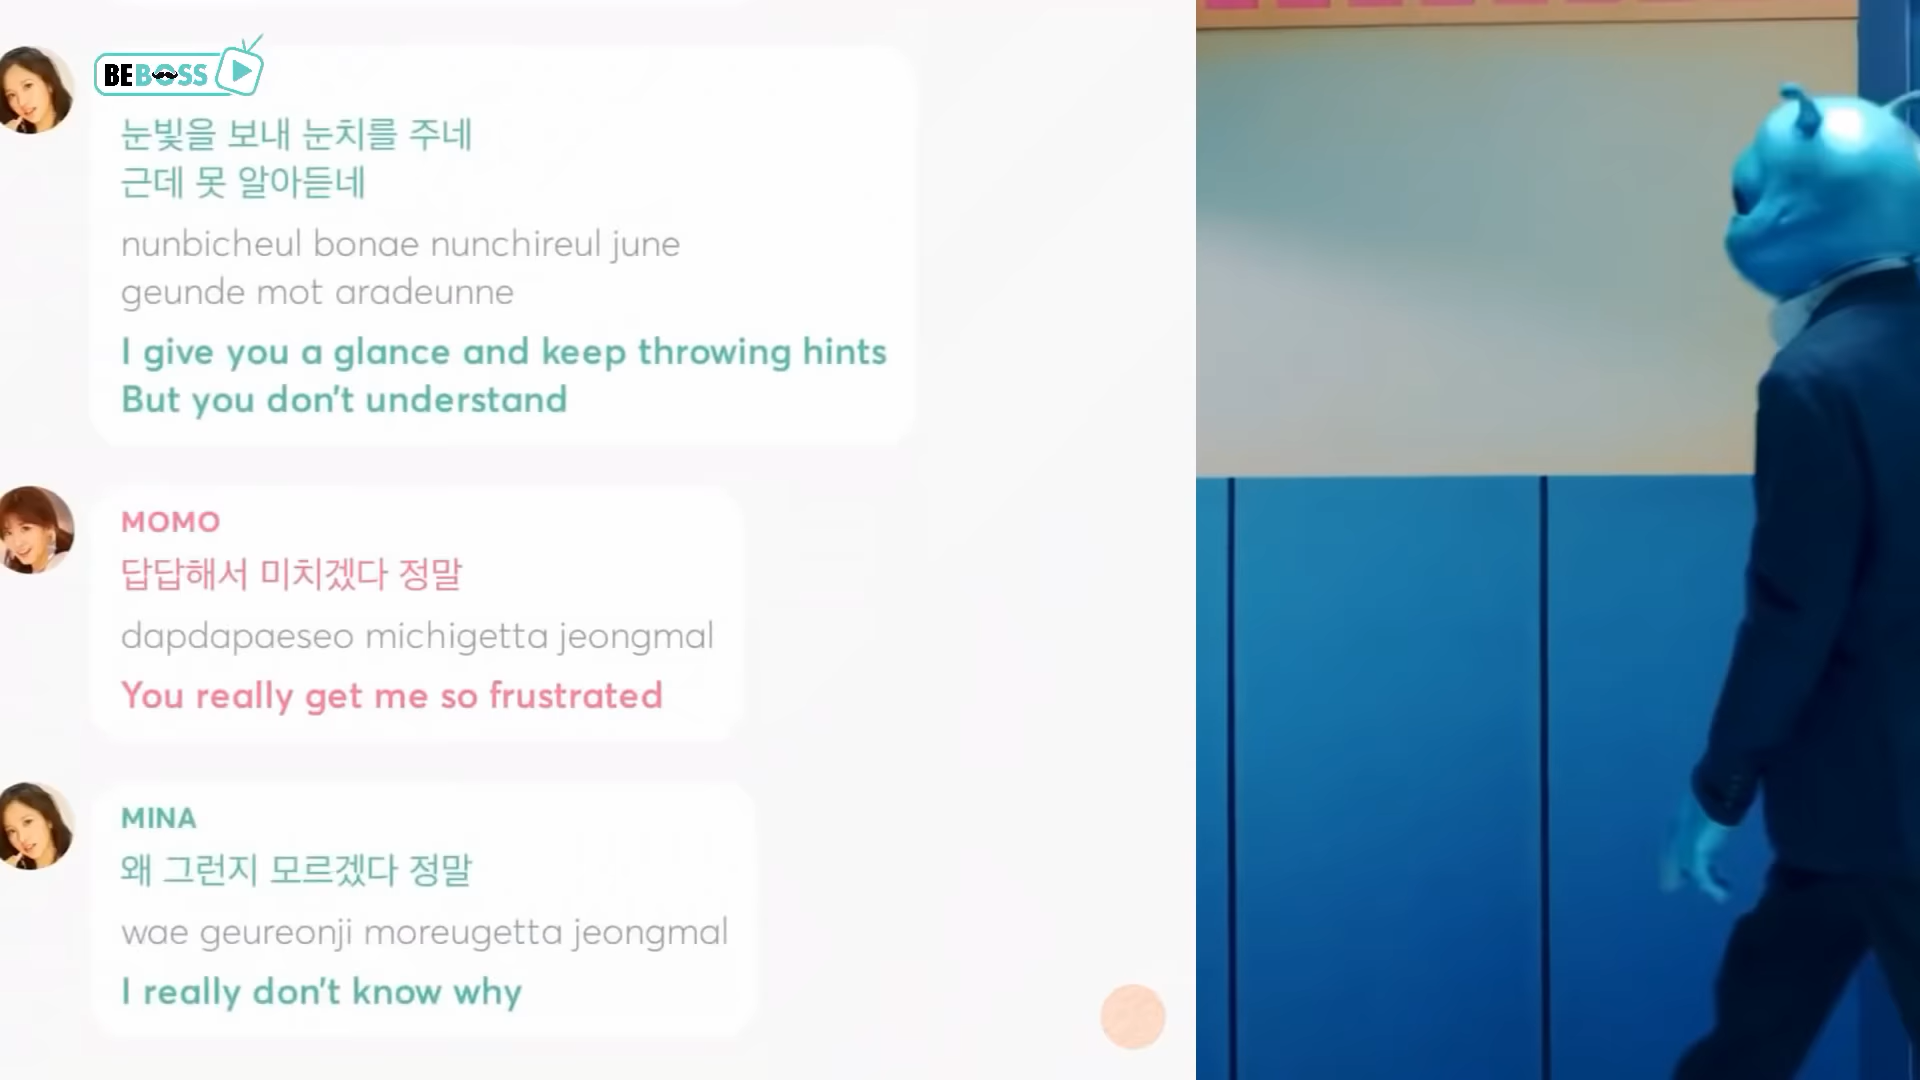 BEBOSS
눈빛을 보내 눈치를 주네
근데 못 알아듣네
nunbicheul bonae nunchireul june
geunde mot aradeunne
I give you a glance and keep throwing hints
But you don't understand
MOMO
답답해서 미치겠다 정말
dapdapaeseo michigetta jeongmal
You really get me so frustrated
MINA
왜 그런지 모르겠다 정말
wae geureonji moreugetta jeongmal
I really don't know why